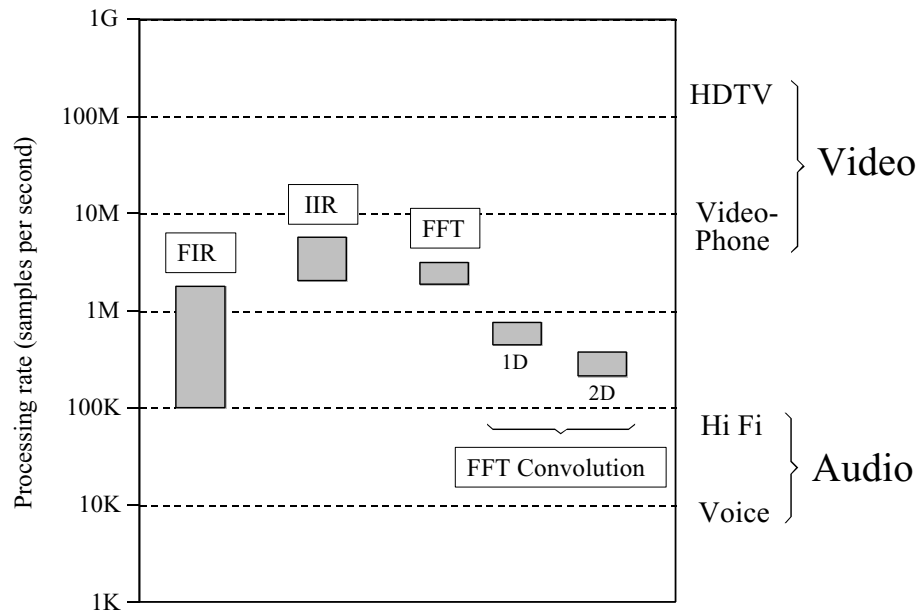 Processing rate (samples per second)
1G
100M
10M
1M
100K
10K
1K
FIR
IIR
FFT
1D
2D
FFT Convolution
HDTV
Video-
Phone
Video
Hi Fi
Voice
Audio